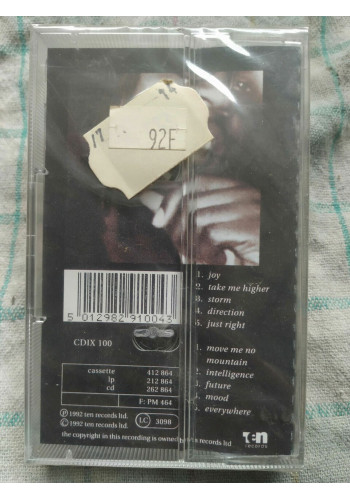 92F
1. joy
2. take me higher
3. storm
4. direction
5. just right
1. move me no
mountain
2. intelligence
3. future
4. mood
5. everywhere
5 012982 910043
CDIX 100
cassette 412 864
lp 212 864
cd 262 864
F: PM 464
℗ 1992 ten records ltd.
© 1992 ten records ltd.
LC 3098
the copyright in this recording is owned by ten records ltd
ten
records